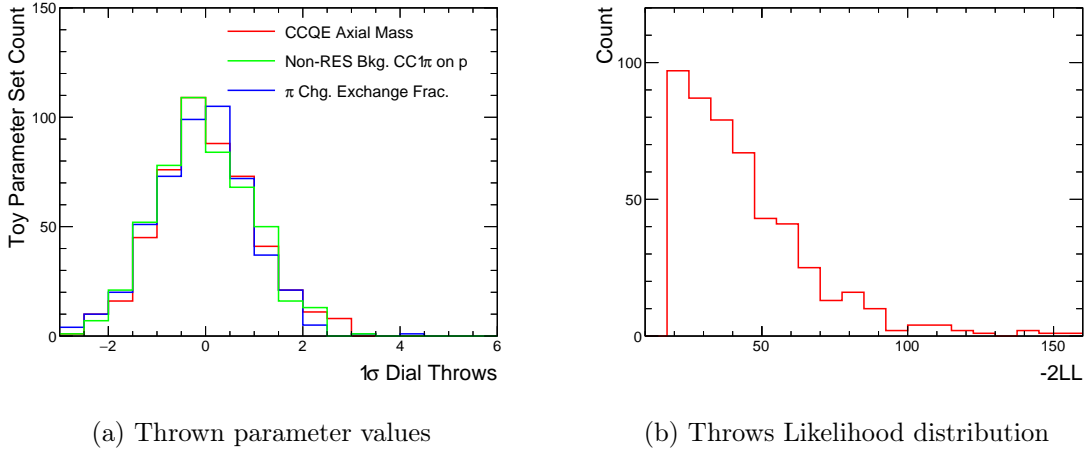 150
100
50
0
Toy Parameter Set Count
CCQE Axial Mass
Non-RES Bkg. CC1π on p
π Chg. Exchange Frac.
−2
0
2
4
6
1σ Dial Throws
(a) Thrown parameter values
100
50
0
Count
50
100
150
-2LL
(b) Throws Likelihood distribution